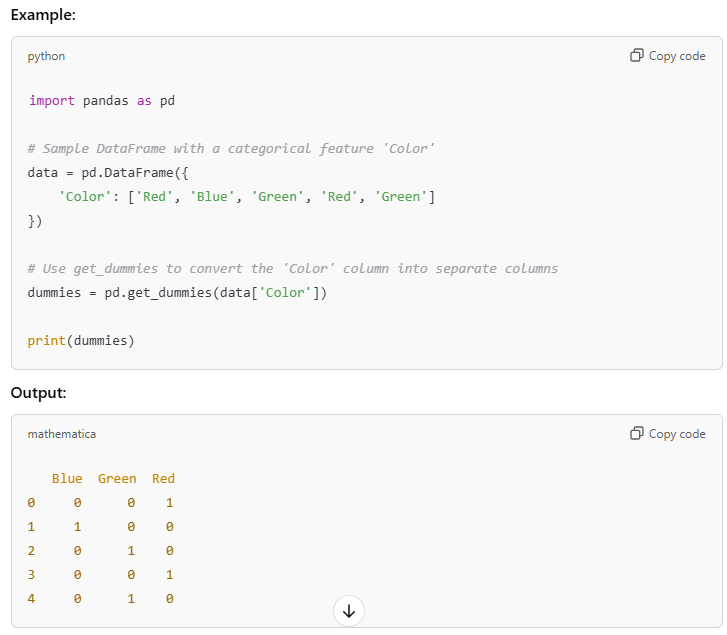 Example:
python
Copy code
import pandas as pd
# Sample DataFrame with a categorical feature 'Color'
data = pd.DataFrame({
    'Color': ['Red', 'Blue', 'Green', 'Red', 'Green']
})
# Use get_dummies to convert the 'Color' column into separate columns
dummies = pd.get_dummies(data['Color'])
print(dummies)
Output:
mathematica
Copy code
   Blue  Green  Red
0     0      0    1
1     1      0    0
2     0      1    0
3     0      0    1
4     0      1    0